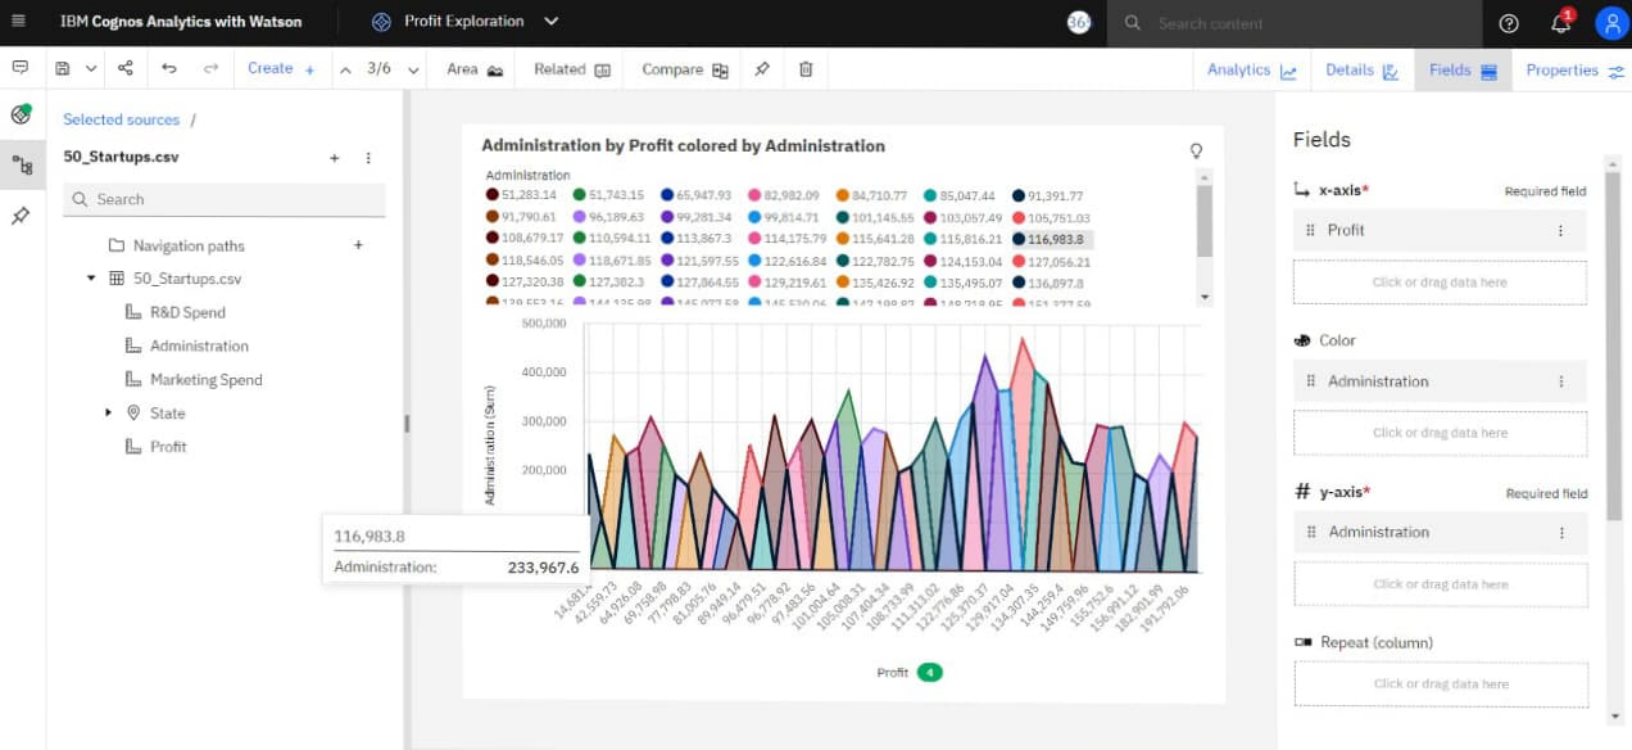 IBM Cognos Analytics with Watson
Profit Exploration
36
Search content
1
Create +
3/6
Area
Related
Compare
Analytics
Details
Fields
Properties
Selected sources /
50_Startups.csv
Search
Navigation paths
50_Startups.csv
R&D Spend
Administration
Marketing Spend
State
Profit
Administration by Profit colored by Administration
Administration
51,283.14 51,743.15 65,947.93 82,982.09 84,710.77 85,047.44 91,391.77
91,790.61 96,189.63 99,281.34 99,814.71 101,145.55 103,057.49 105,751.03
108,679.17 110,594.11 113,867.3 114,175.79 115,641.28 115,816.21 116,983.8
118,546.05 118,671.85 121,597.55 122,616.84 122,782.75 124,153.04 127,056.21
127,320.38 127,382.3 127,864.55 129,219.61 135,426.92 135,495.07 136,897.8
500,000
400,000
300,000
200,000
Administration (Sum)
116,983.8
Administration: 233,967.6
42,559.73
64,926.08
69,758.98
77,798.83
81,005.76
89,949.14
96,479.51
96,778.92
97,483.56
101,004.64
105,008.31
107,404.34
108,733.99
111,313.02
122,776.86
125,370.37
129,917.04
134,307.35
144,259.4
149,759.96
155,752.6
156,991.12
182,901.99
191,792.06
Profit 4
Fields
x-axis* Required field
Profit
Click or drag data here
Color
Administration
Click or drag data here
# y-axis* Required field
Administration
Click or drag data here
Repeat (column)
Click or drag data here